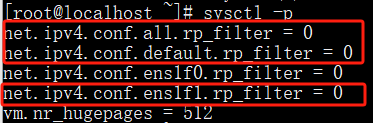 [root@localhost ~]# sysctl -p
net.ipv4.conf.all.rp_filter = 0
net.ipv4.conf.default.rp_filter = 0
net.ipv4.conf.ens1f0.rp_filter = 0
net.ipv4.conf.ens1f1.rp_filter = 0
vm.nr_hugepages = 512